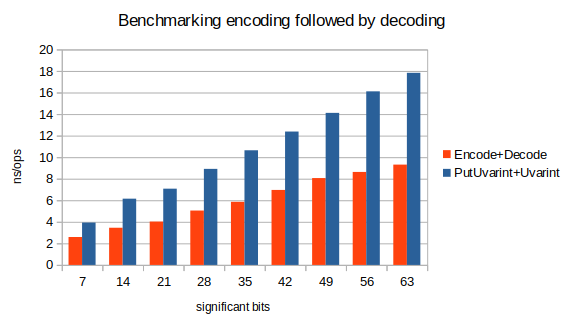 Benchmarking encoding followed by decoding
20
18
16
14
12
10
8
6
4
2
0
ns/ops
7 14 21 28 35 42 49 56 63
significant bits
Encode+Decode
PutUvarint+Uvarint